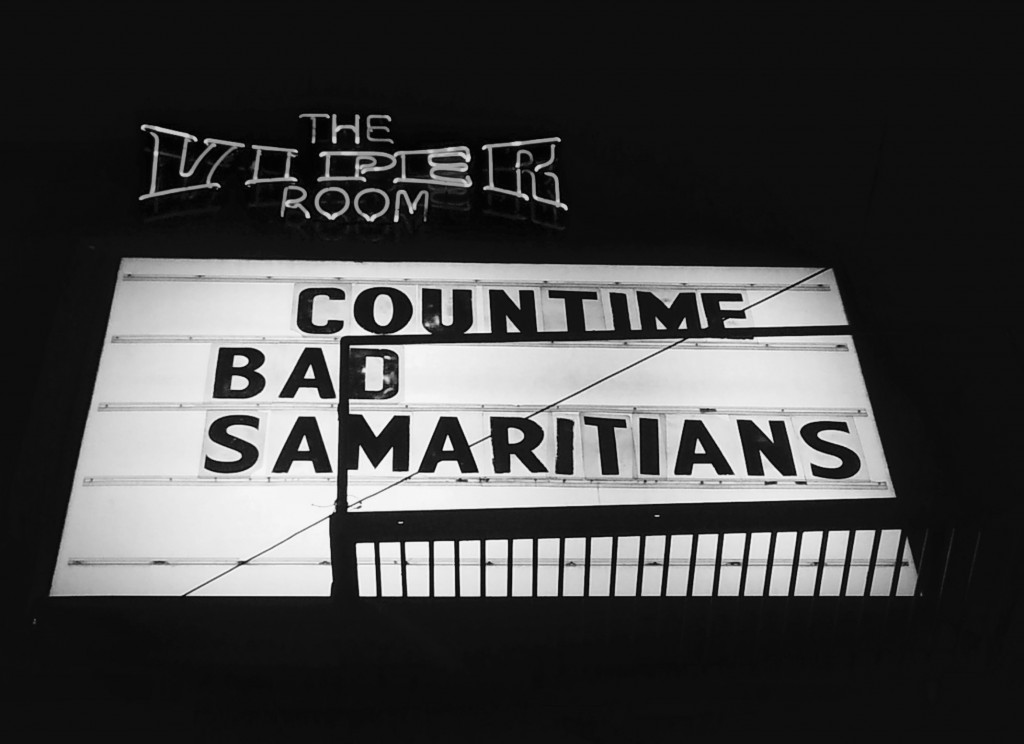 THE
VIPER
ROOM
COUNTIME
BAD
SAMARITIANS